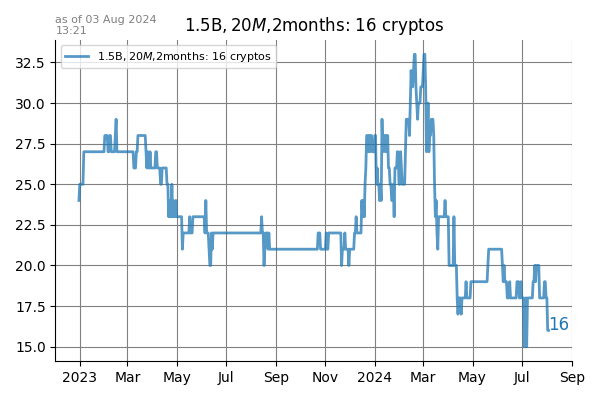 as of 03 Aug 2024
13:21
1.5B, 20M,2months: 16 cryptos
1.5B, 20M,2months: 16 cryptos
32.5
30.0
27.5
25.0
22.5
20.0
17.5
15.0
16
2023 Mar May Jul Sep Nov 2024 Mar May Jul Sep